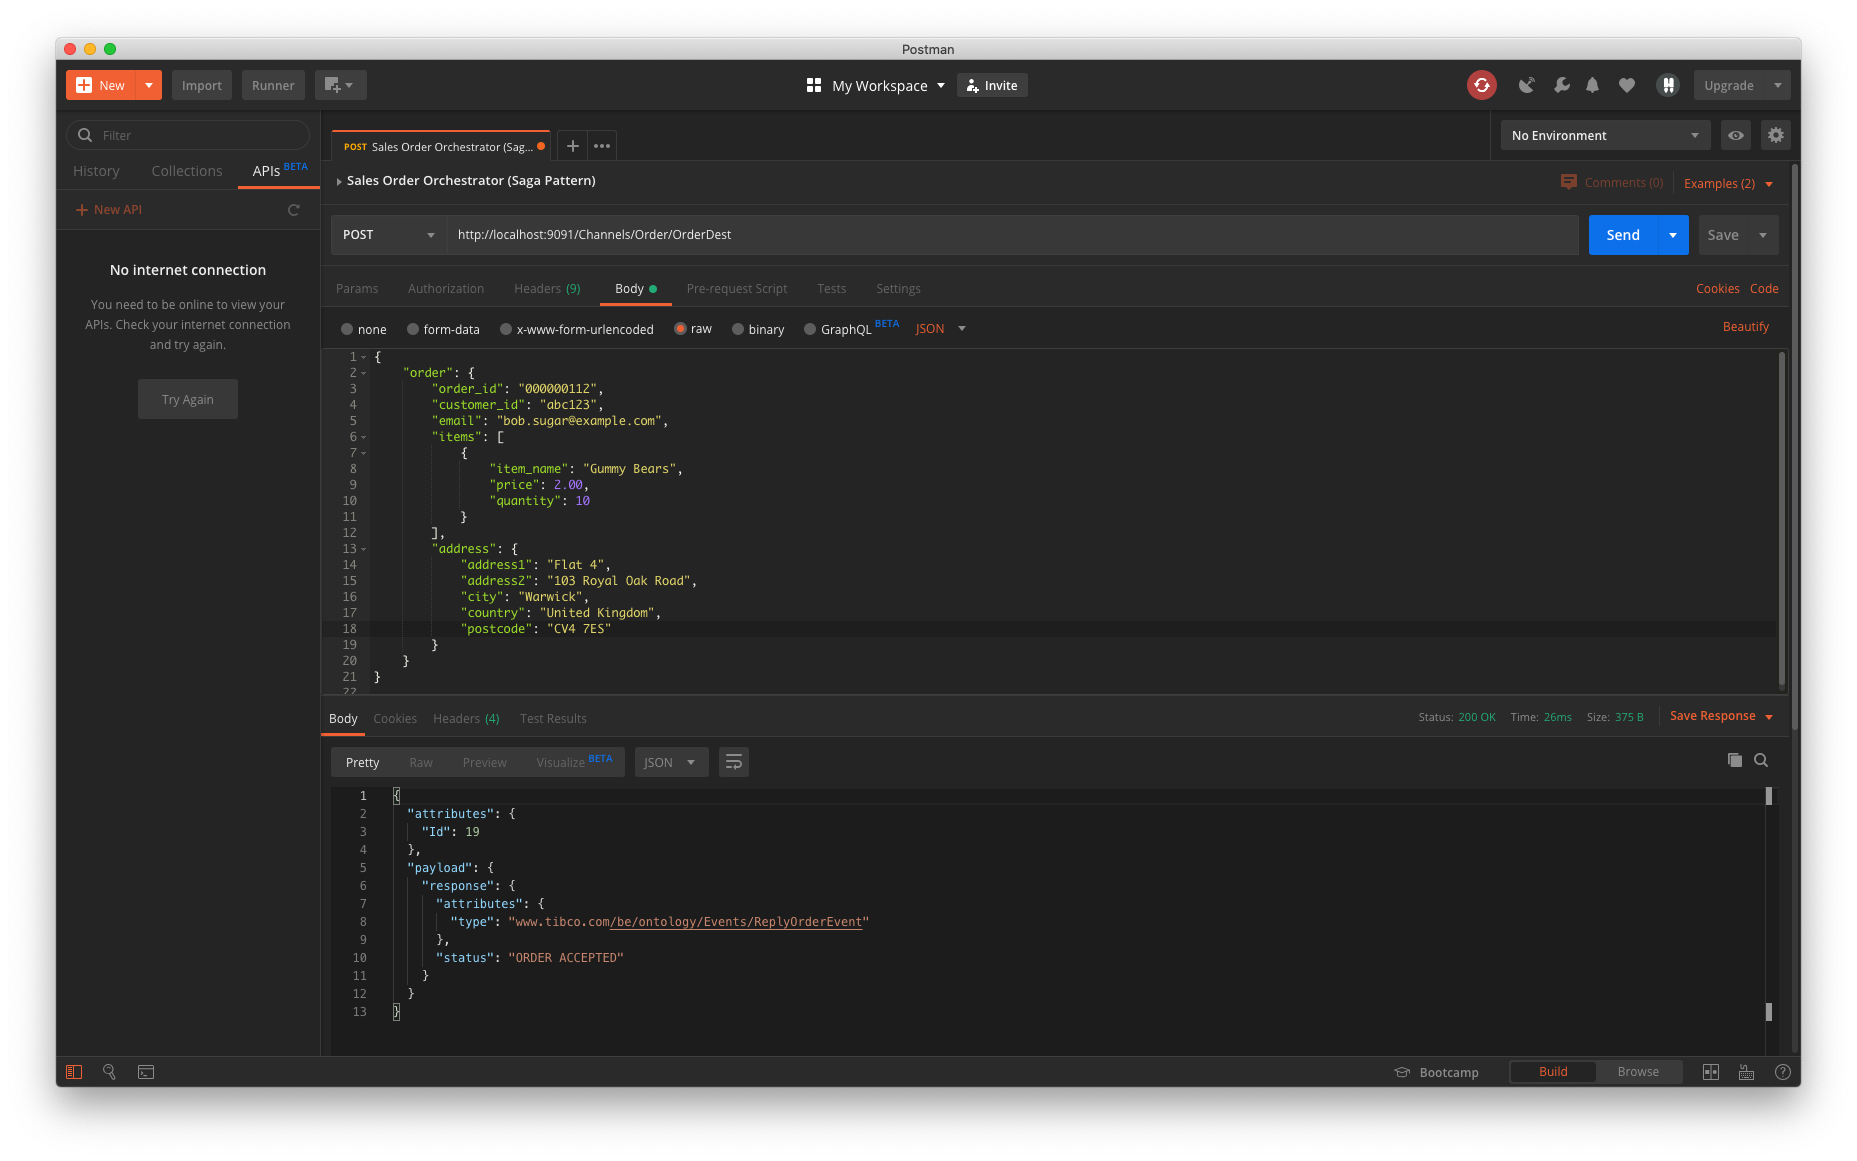 Postman
New
Import
Runner
My Workspace
Invite
Upgrade
Filter
History
Collections
APIs BETA
New API
No internet connection
You need to be online to view your
APIs. Check your internet connection
and try again.
Try Again
POST Sales Order Orchestrator (Sag...
No Environment
Sales Order Orchestrator (Saga Pattern)
Comments (0)
Examples (2)
POST
http://localhost:9091/Channels/Order/OrderDest
Send
Save
Params
Authorization
Headers (9)
Body
Pre-request Script
Tests
Settings
Cookies
Code
none
form-data
x-www-form-urlencoded
raw
binary
GraphQL BETA
JSON
Beautify
1 {
2 "order": {
3 "order_id": "000000112",
4 "customer_id": "abc123",
5 "email": "bob.sugar@example.com",
6 "items": [
7 {
8 "item_name": "Gummy Bears",
9 "price": 2.00,
10 "quantity": 10
11 }
12 ],
13 "address": {
14 "address1": "Flat 4",
15 "address2": "103 Royal Oak Road",
16 "city": "Warwick",
17 "country": "United Kingdom",
18 "postcode": "CV4 7ES"
19 }
20 }
21 }
22
Body
Cookies
Headers (4)
Test Results
Status: 200 OK
Time: 26ms
Size: 375 B
Save Response
Pretty
Raw
Preview
Visualize BETA
JSON
1 {
2 "attributes": {
3 "Id": 19
4 },
5 "payload": {
6 "response": {
7 "attributes": {
8 "type": "www.tibco.com/be/ontology/Events/ReplyOrderEvent"
9 },
10 "status": "ORDER ACCEPTED"
11 }
12 }
13 }
Bootcamp
Build
Browse